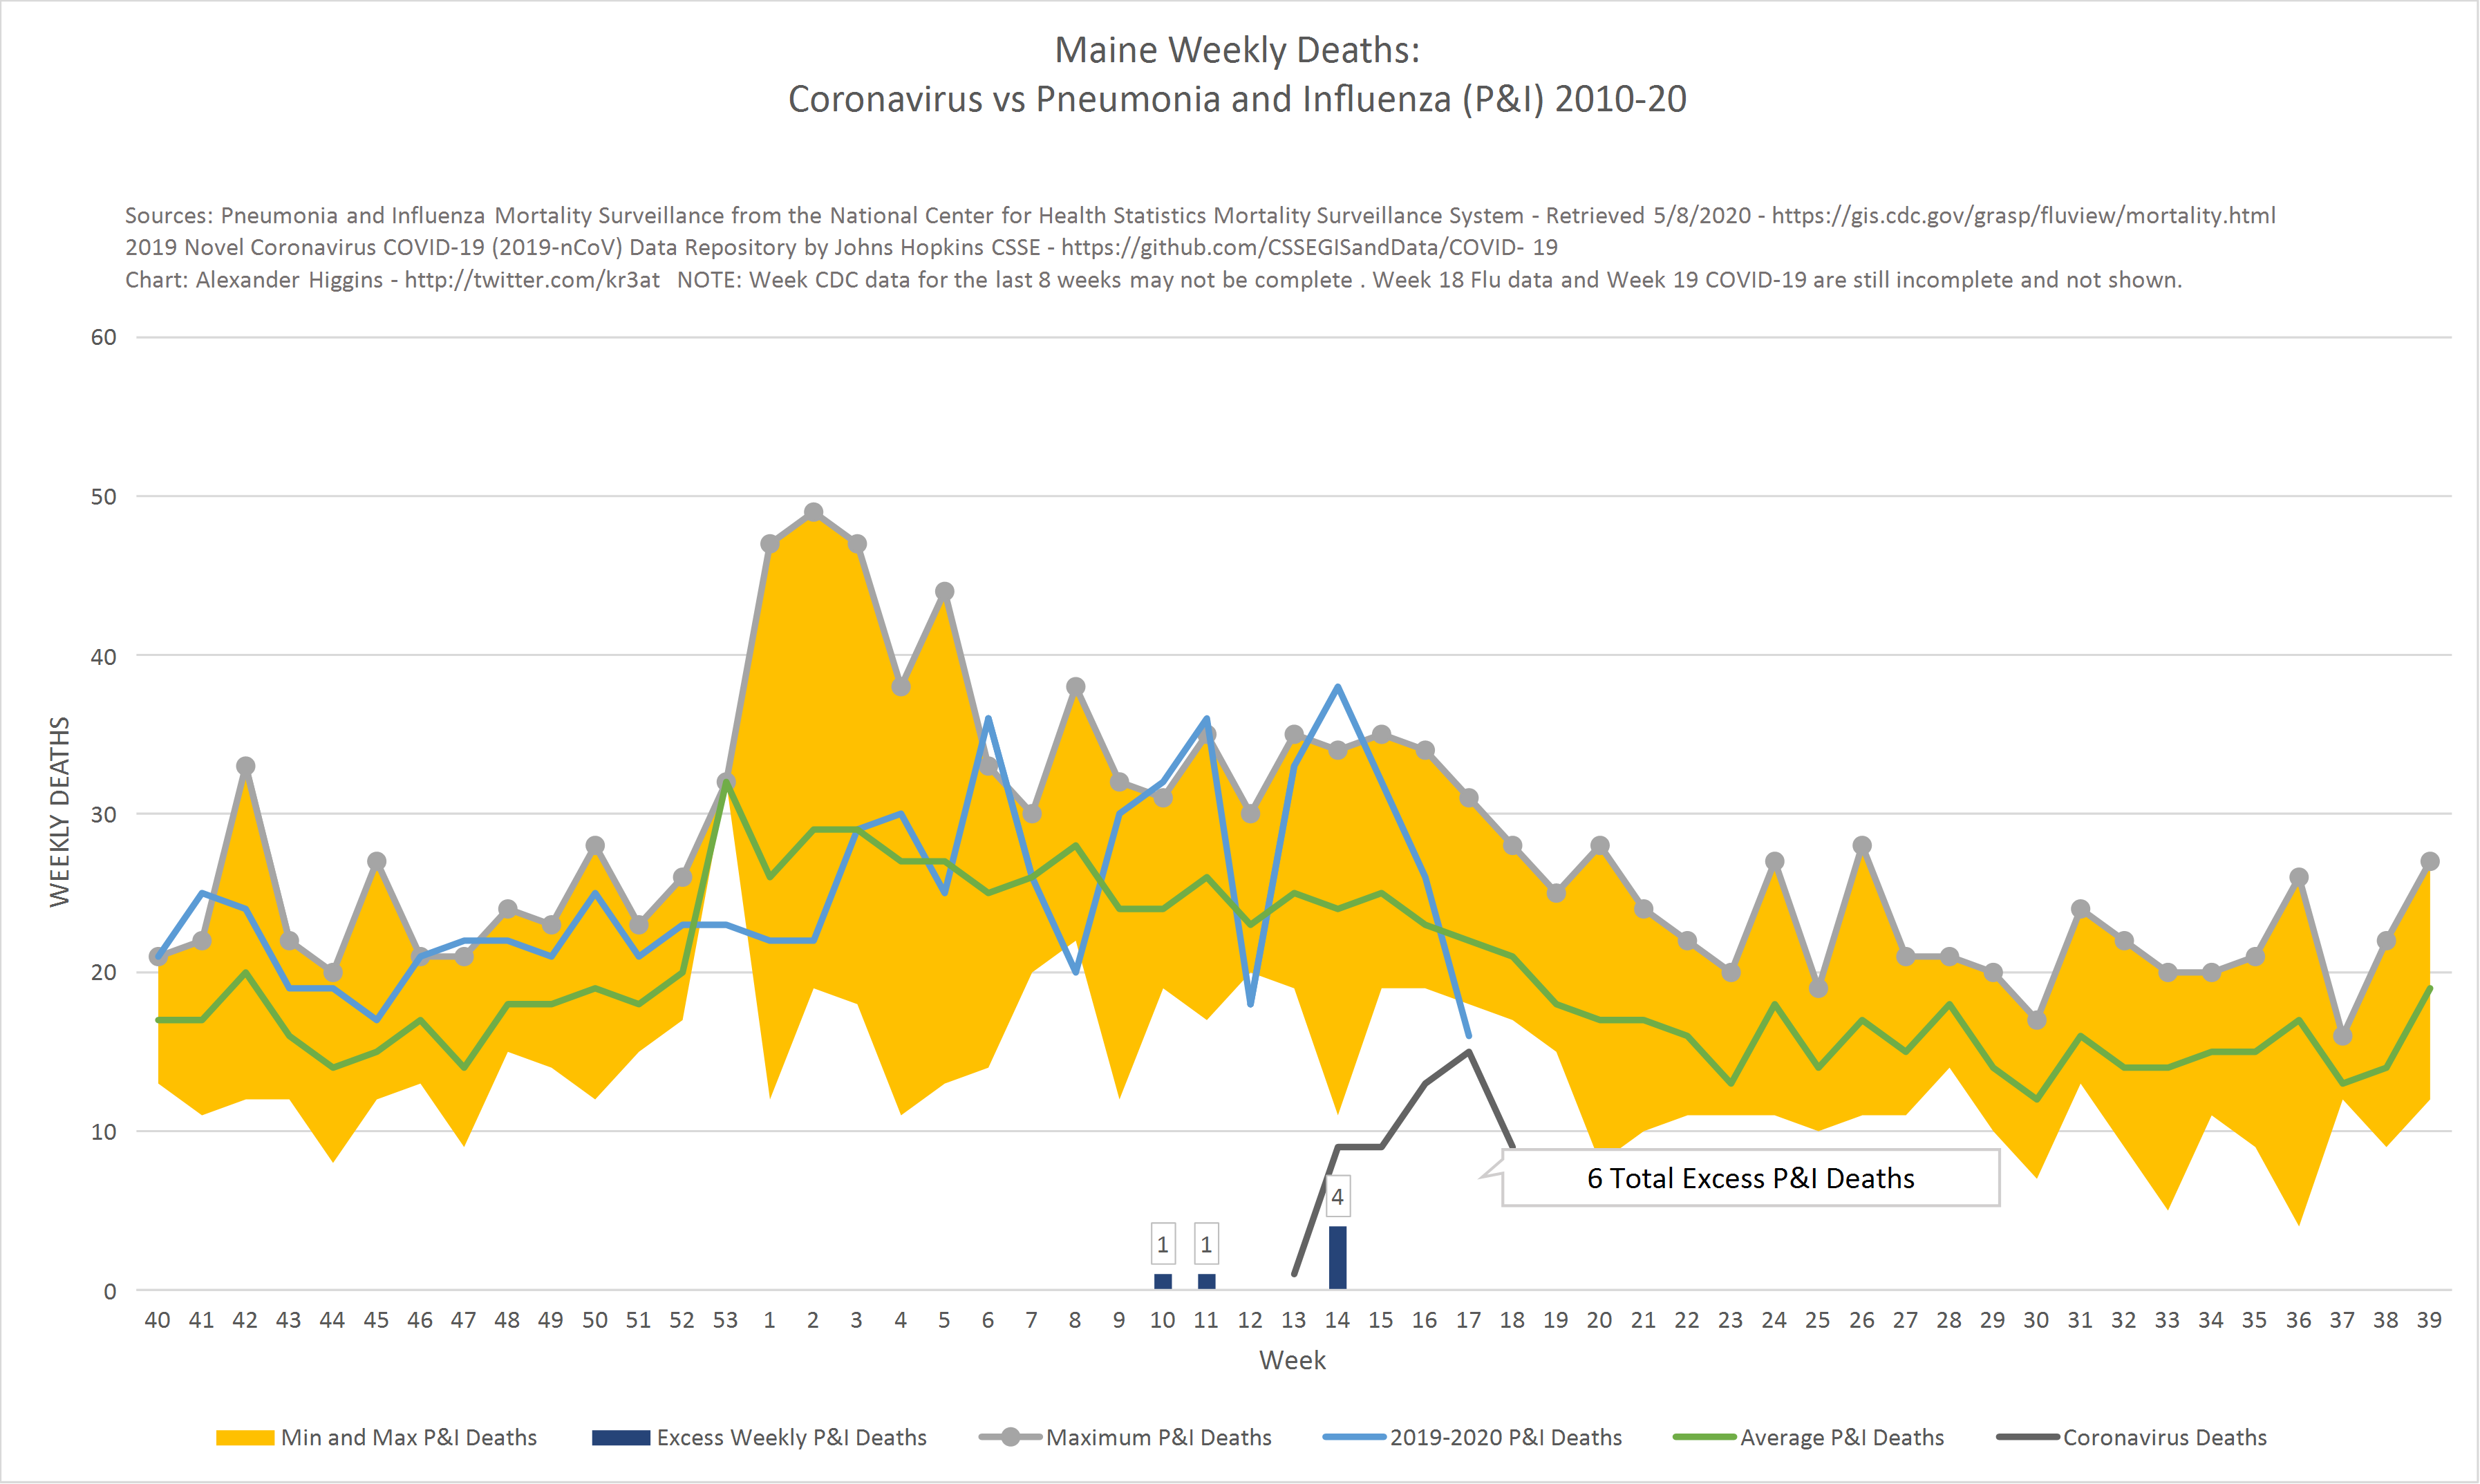 Maine Weekly Deaths:
Coronavirus vs Pneumonia and Influenza (P&I) 2010-20
Sources: Pneumonia and Influenza Mortality Surveillance from the National Center for Health Statistics Mortality Surveillance System - Retrieved 5/8/2020 - https://gis.cdc.gov/grasp/fluview/mortality.html
2019 Novel Coronavirus COVID-19 (2019-nCoV) Data Repository by Johns Hopkins CSSE - https://github.com/CSSEGISandData/COVID- 19
Chart: Alexander Higgins - http://twitter.com/kr3at NOTE: Week CDC data for the last 8 weeks may not be complete . Week 18 Flu data and Week 19 COVID-19 are still incomplete and not shown.
60
50
40
30
20
10
0
WEEKLY DEATHS
1
1
4
6 Total Excess P&I Deaths
40 41 42 43 44 45 46 47 48 49 50 51 52 53 1 2 3 4 5 6 7 8 9 10 11 12 13 14 15 16 17 18 19 20 21 22 23 24 25 26 27 28 29 30 31 32 33 34 35 36 37 38 39
Week
Min and Max P&I Deaths Excess Weekly P&I Deaths Maximum P&I Deaths 2019-2020 P&I Deaths Average P&I Deaths Coronavirus Deaths